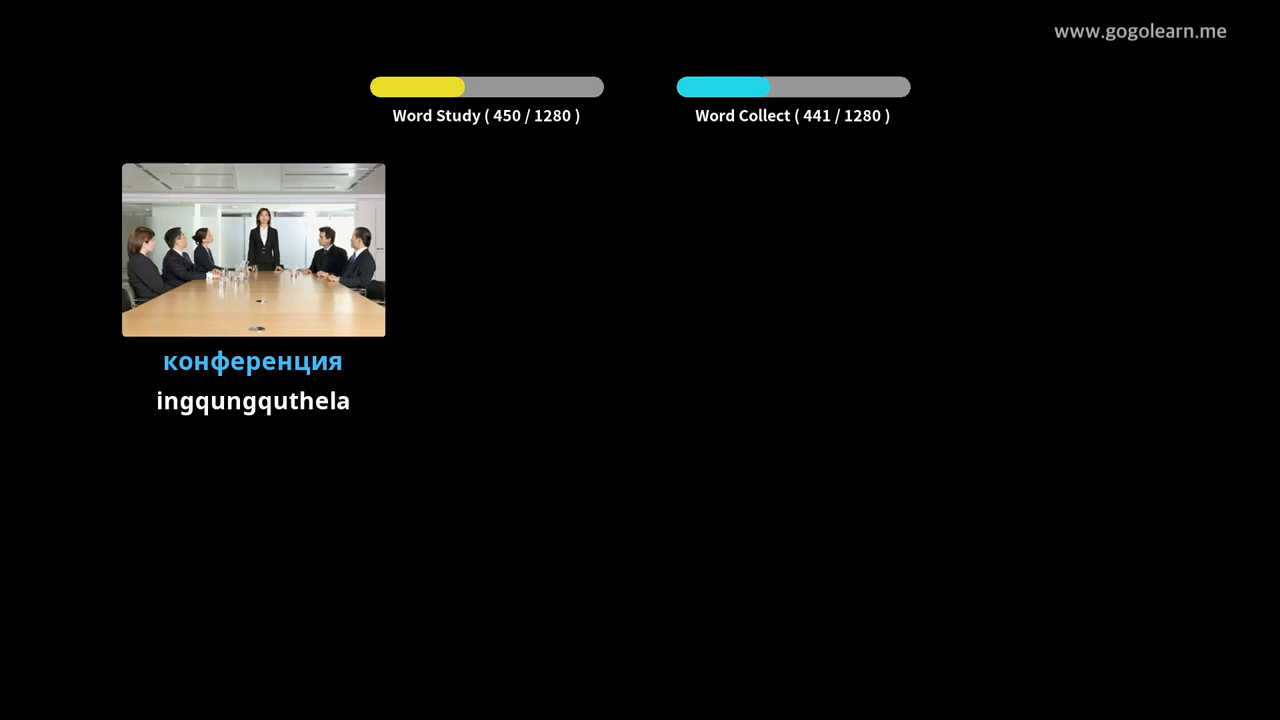 www.gogolearn.me
Word Study ( 450 / 1280 )
Word Collect ( 441 / 1280 )
конференция
ingqungquthela